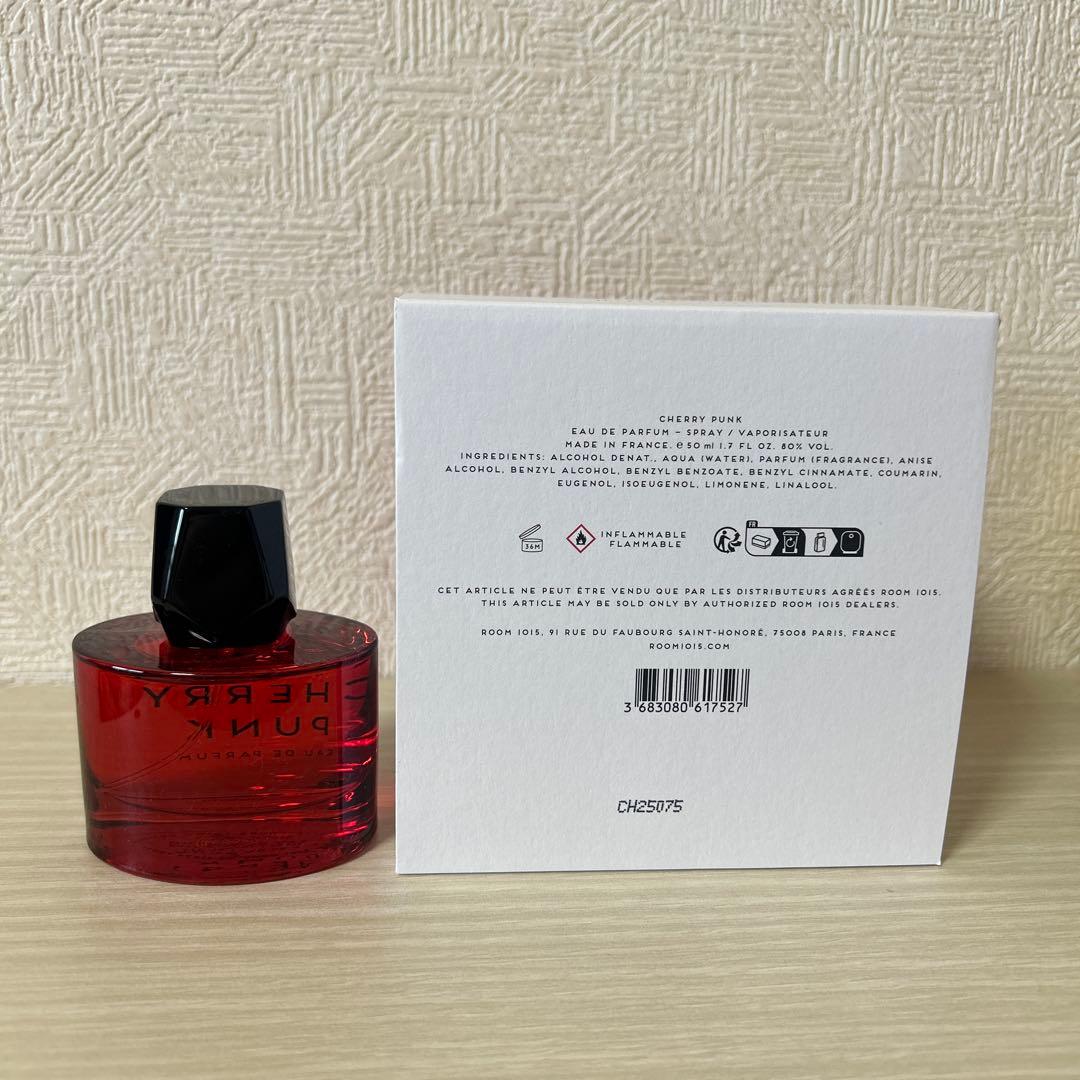 CHERRY PUNK
EAU DE PARFUM – SPRAY / VAPORISATEUR
MADE IN FRANCE. e 50 ml 1.7 FL OZ. 80% VOL.
INGREDIENTS: ALCOHOL DENAT., AQUA (WATER), PARFUM (FRAGRANCE), ANISE
ALCOHOL, BENZYL ALCOHOL, BENZYL BENZOATE, BENZYL CINNAMATE, COUMARIN,
EUGENOL, ISOEUGENOL, LIMONENE, LINALOOL.
36M
INFLAMMABLE
FLAMMABLE
FR
CET ARTICLE NE PEUT ÊTRE VENDU QUE PAR LES DISTRIBUTEURS AGRÉÉS ROOM 1015.
THIS ARTICLE MAY BE SOLD ONLY BY AUTHORIZED ROOM 1015 DEALERS.
ROOM 1015, 91 RUE DU FAUBOURG SAINT-HONORÉ, 75008 PARIS, FRANCE
ROOM1015.COM
3 683080 617527
CH25075
HERRY
PUNK
EAU DE PARFUM